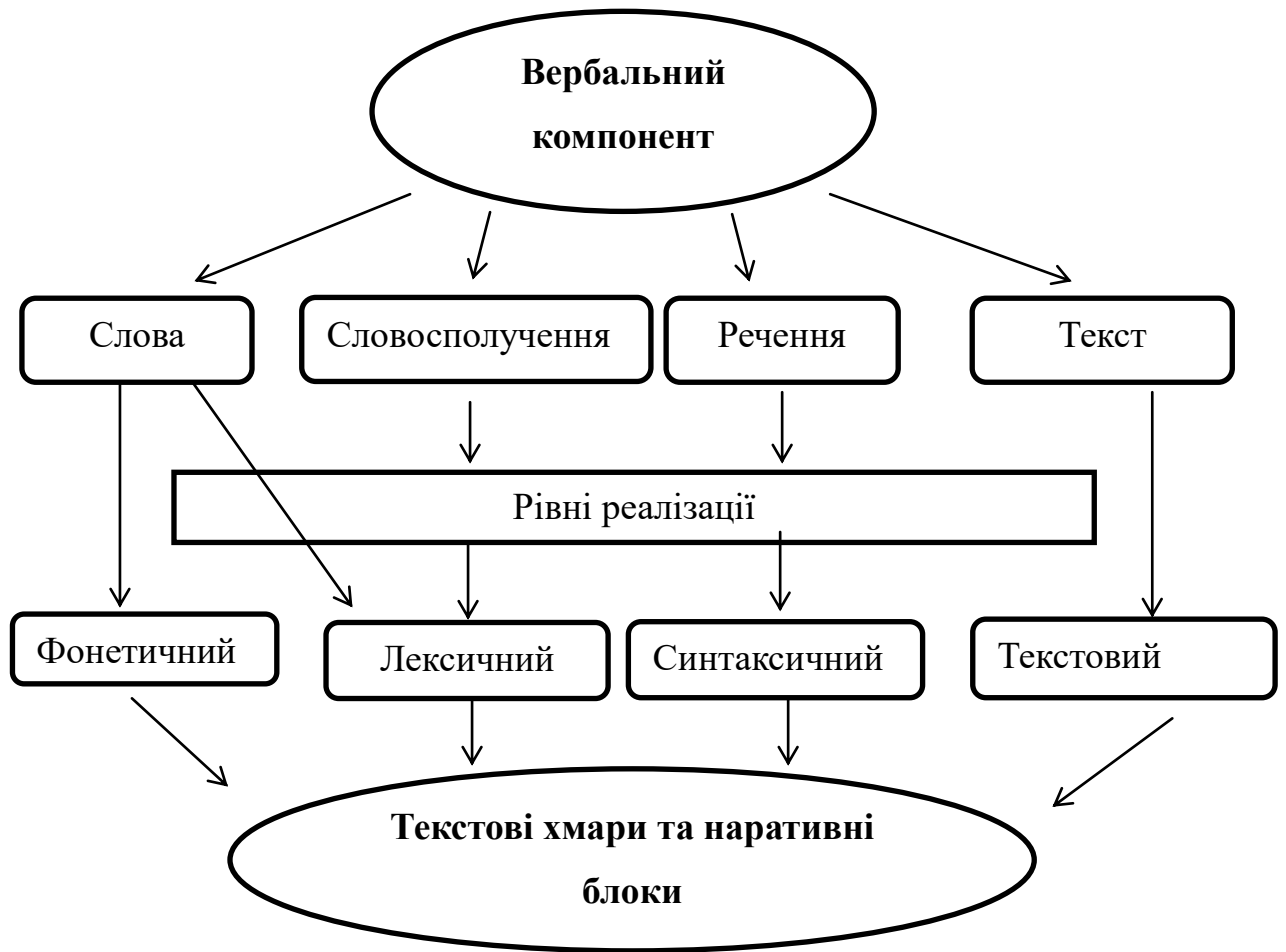 Вербальний
компонент
Слова
Словосполучення
Речення
Текст
Рівні реалізації
Фонетичний
Лексичний
Синтаксичний
Текстовий
Текстові хмари та наративні
блоки